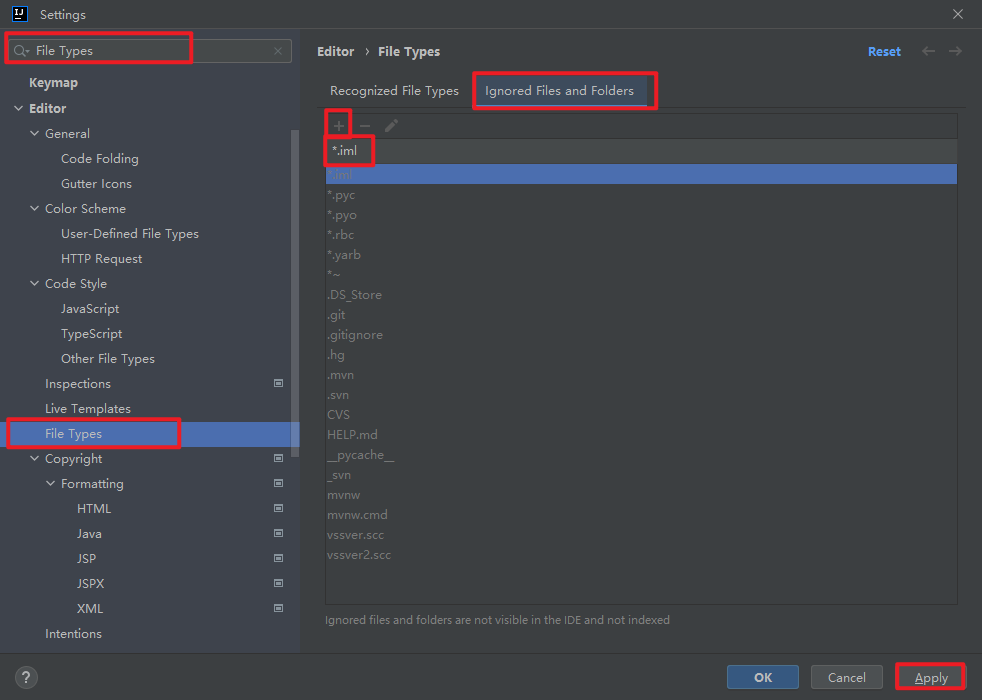 IJ
Settings
File Types
Keymap
Editor
General
Code Folding
Gutter Icons
Color Scheme
User-Defined File Types
HTTP Request
Code Style
JavaScript
TypeScript
Other File Types
Inspections
Live Templates
File Types
Copyright
Formatting
HTML
Java
JSP
JSPX
XML
Intentions
Editor › File Types
Reset
Recognized File Types Ignored Files and Folders
*.iml
*.iml
*.pyc
*.pyo
*.rbc
*.yarb
*~
.DS_Store
.git
.gitignore
.hg
.mvn
.svn
CVS
HELP.md
__pycache__
_svn
mvnw
mvnw.cmd
vssver.scc
vssver2.scc
Ignored files and folders are not visible in the IDE and not indexed
?
OK Cancel Apply